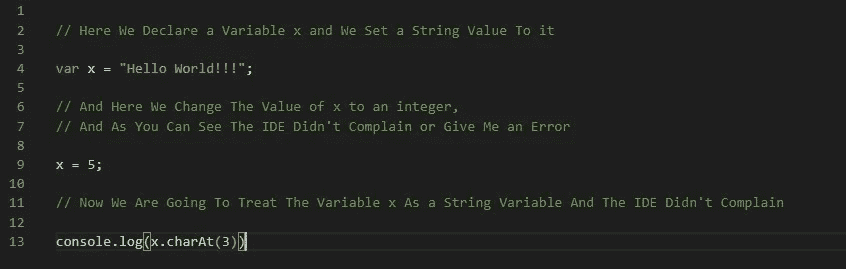 1
2 // Here We Declare a Variable x and We Set a String Value To it
3
4 var x = "Hello World!!!";
5
6 // And Here We Change The Value of x to an integer,
7 // And As You Can See The IDE Didn't Complain or Give Me an Error
8
9 x = 5;
10
11 // Now We Are Going To Treat The Variable x As a String Variable And The IDE Didn't Complain
12
13 console.log(x.charAt(3))